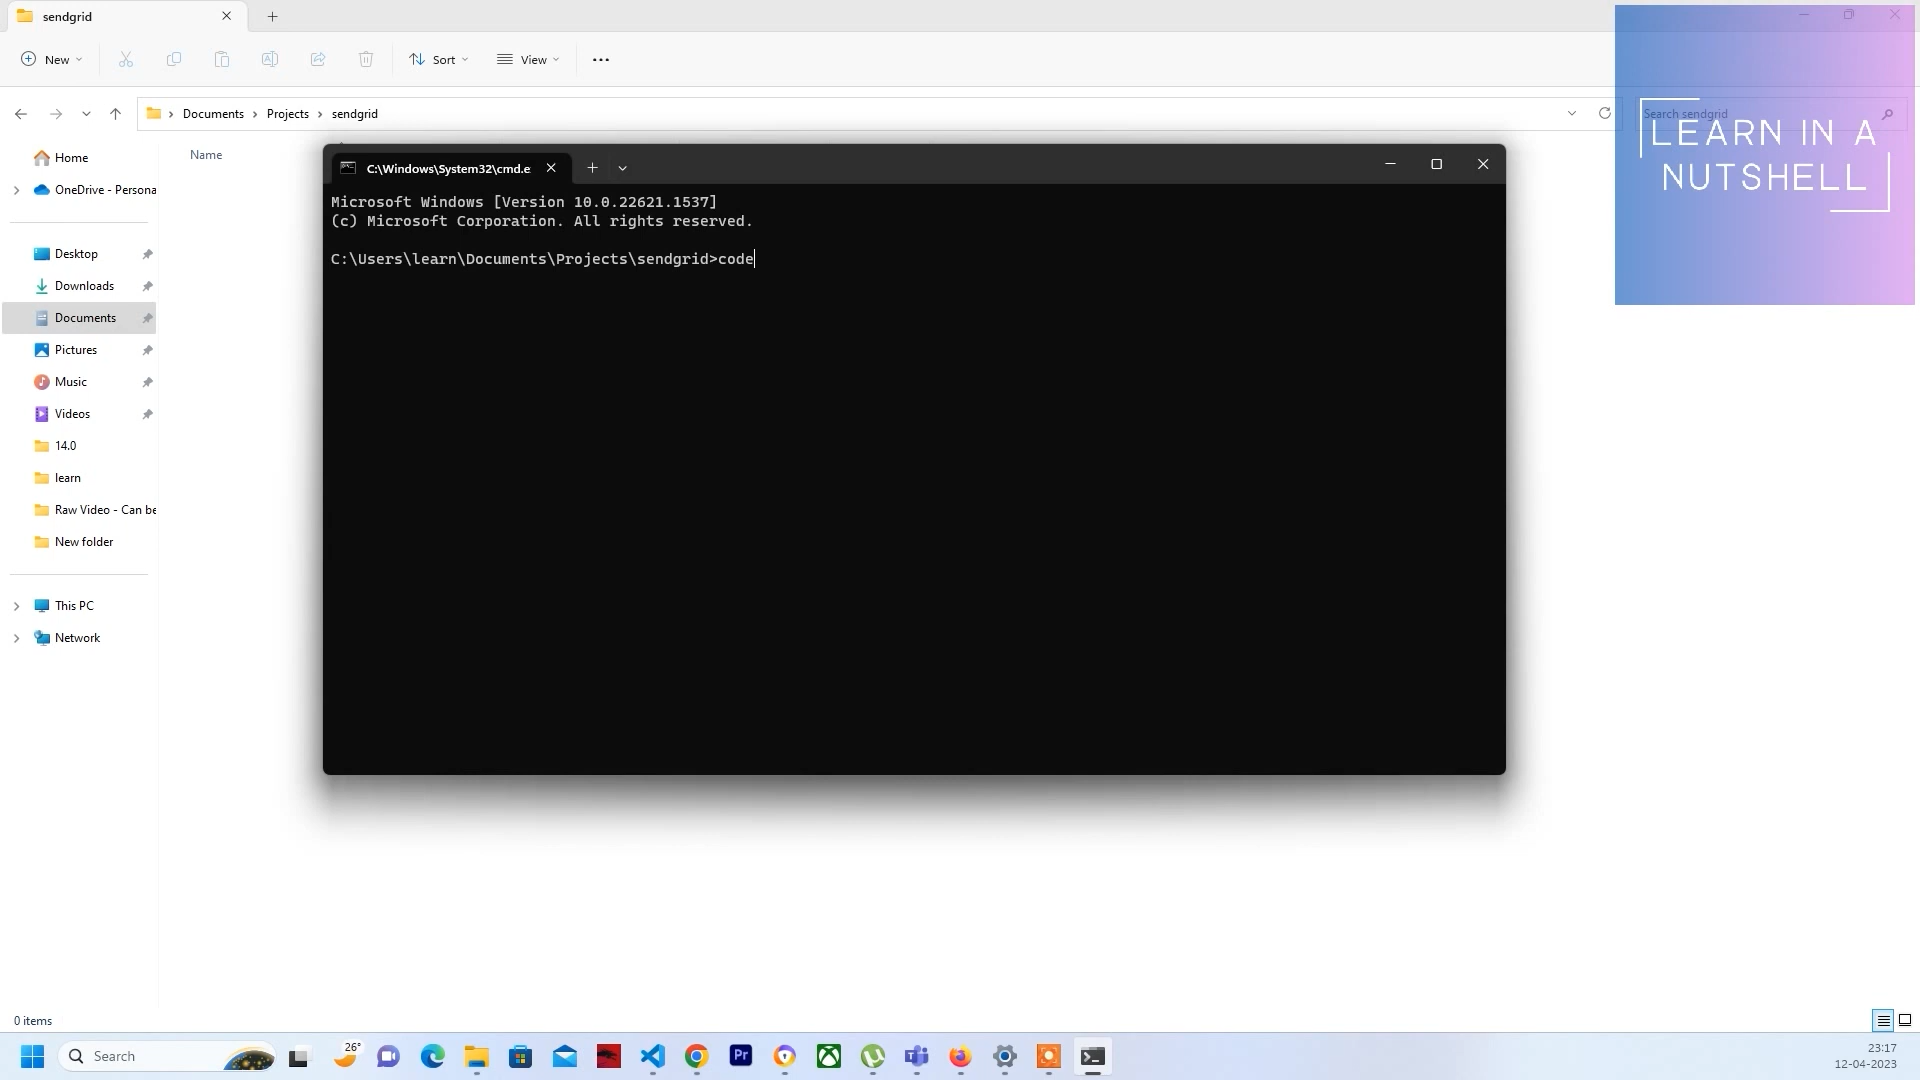 sendgrid
New
Sort
View
Documents
Projects
sendgrid
Search sendgrid
LEARN IN A
NUTSHELL
Home
OneDrive - Persona
Desktop
Downloads
Documents
Pictures
Music
Videos
14.0
learn
Raw Video - Can be
New folder
This PC
Network
Name
C:\Windows\System32\cmd.e
Microsoft Windows [Version 10.0.22621.1537]
(c) Microsoft Corporation. All rights reserved.
C:\Users\learn\Documents\Projects\sendgrid>code
0 items
Search
26°
Pr
23:17
12-04-2023